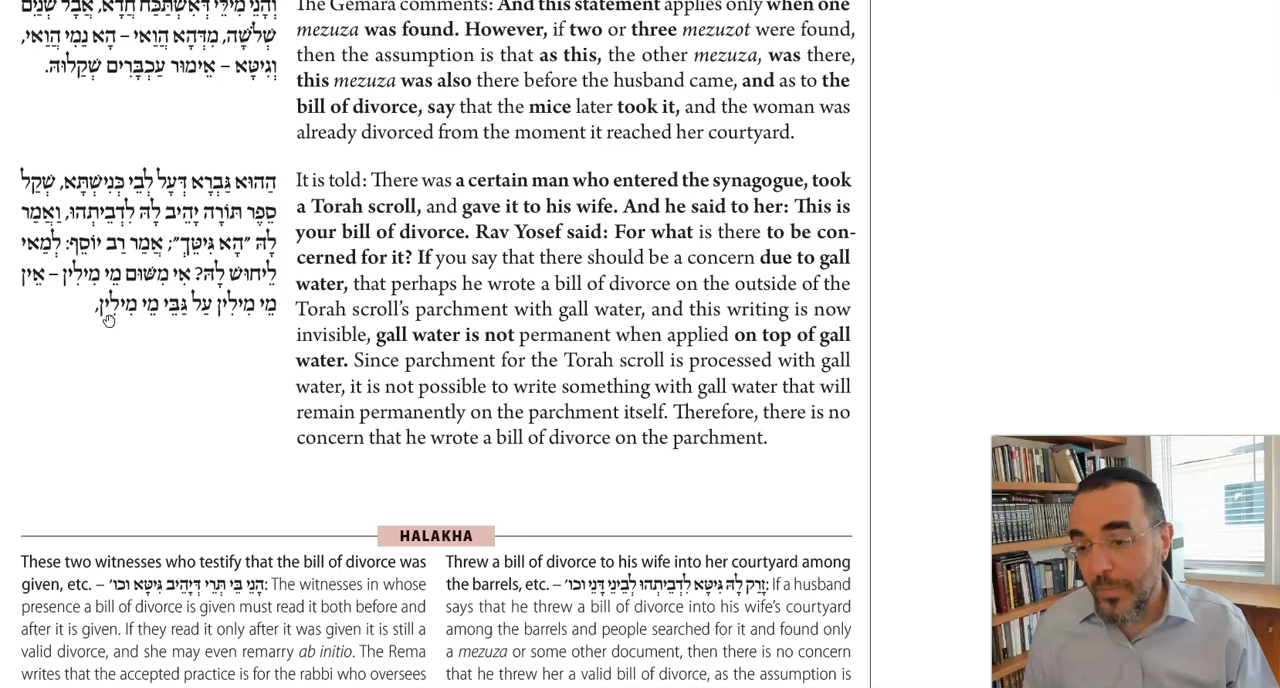 The Gemara comments: And this statement applies only when one
mezuza was found. However, if two or three mezuzot were found,
then the assumption is that as this, the other mezuza, was there,
this mezuza was also there before the husband came, and as to the
bill of divorce, say that the mice later took it, and the woman was
already divorced from the moment it reached her courtyard.
וְהָנֵי מִילֵּי דְּאִשְׁתַּכַּח חֲדָא, אֲבָל שְׁנַיִם
שְׁלֹשָׁה, מִדְּהָא הֲוַאי – הָא נַמֵי הֲוַאי,
וְגִיטָּא – אֵימוּר עַכְבָּרִים שְׁקַלוּהּ.
It is told: There was a certain man who entered the synagogue, took
a Torah scroll, and gave it to his wife. And he said to her: This is
your bill of divorce. Rav Yosef said: For what is there to be con-
cerned for it? If you say that there should be a concern due to gall
water, that perhaps he wrote a bill of divorce on the outside of the
Torah scroll's parchment with gall water, and this writing is now
invisible, gall water is not permanent when applied on top of gall
water. Since parchment for the Torah scroll is processed with gall
water, it is not possible to write something with gall water that will
remain permanently on the parchment itself. Therefore, there is no
concern that he wrote a bill of divorce on the parchment.
הַהוּא גַּבְרָא דְּעָל לְבֵי כְּנִישְׁתָּא, שְׁקַל
סֵפֶר תּוֹרָה יָהֵיב לַהּ לִדְבֵיתְהוּ, וַאֲמַר
לַהּ ״הָא גִּיטֵּךְ״; אֲמַר רַב יוֹסֵף: לְמַאי
לֵיחוּשׁ לַהּ? אִי מִשּׁוּם מֵי מִילִין – אֵין
מֵי מִילִין עַל גַּבֵּי מֵי מִילִין,
HALAKHA
These two witnesses who testify that the bill of divorce was
given, etc. – הָנֵי בֵּי תְּרֵי דְּיָהֵיב גִּיטָּא וכו׳: The witnesses in whose
presence a bill of divorce is given must read it both before and
after it is given. If they read it only after it was given it is still a
valid divorce, and she may even remarry ab initio. The Rema
writes that the accepted practice is for the rabbi who oversees
Threw a bill of divorce to his wife into her courtyard among
the barrels, etc. – זְרַק לַהּ גִּיטָּא לִדְבֵיתְהוּ לְבֵינֵי דַּנֵּי וכו׳: If a husband
says that he threw a bill of divorce into his wife's courtyard
among the barrels and people searched for it and found only
a mezuza or some other document, then there is no concern
that he threw her a valid bill of divorce, as the assumption is